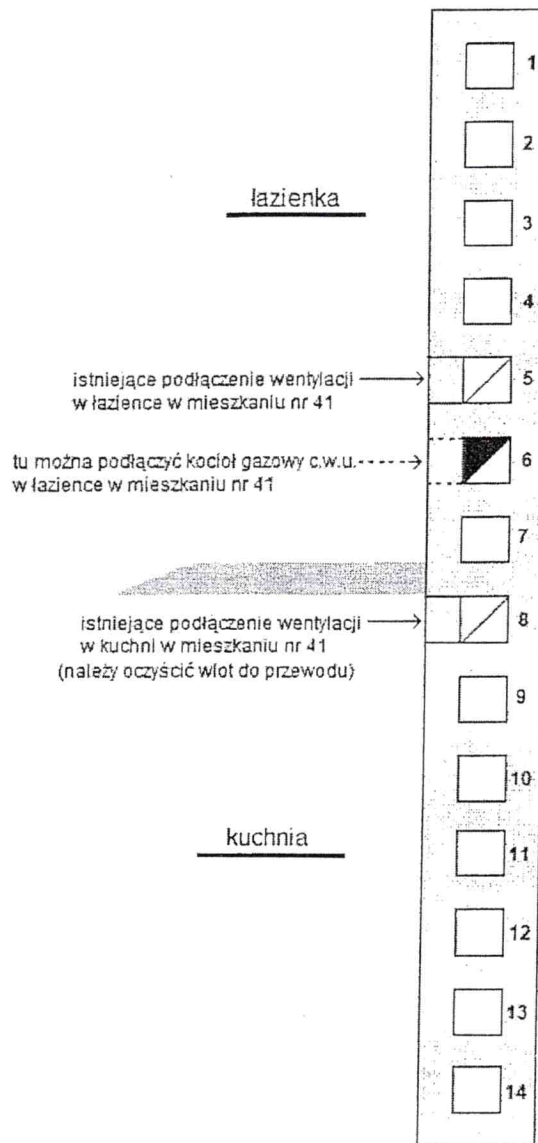 1
2
łazienka
3
4
istniejące podłączenie wentylacji
w łazience w mieszkaniu nr 41
5
tu można podłączyć kocioł gazowy c.w.u.
w łazience w mieszkaniu nr 41
6
7
istniejące podłączenie wentylacji
w kuchni w mieszkaniu nr 41
(należy oczyścić wlot do przewodu)
8
9
10
kuchnia
11
12
13
14